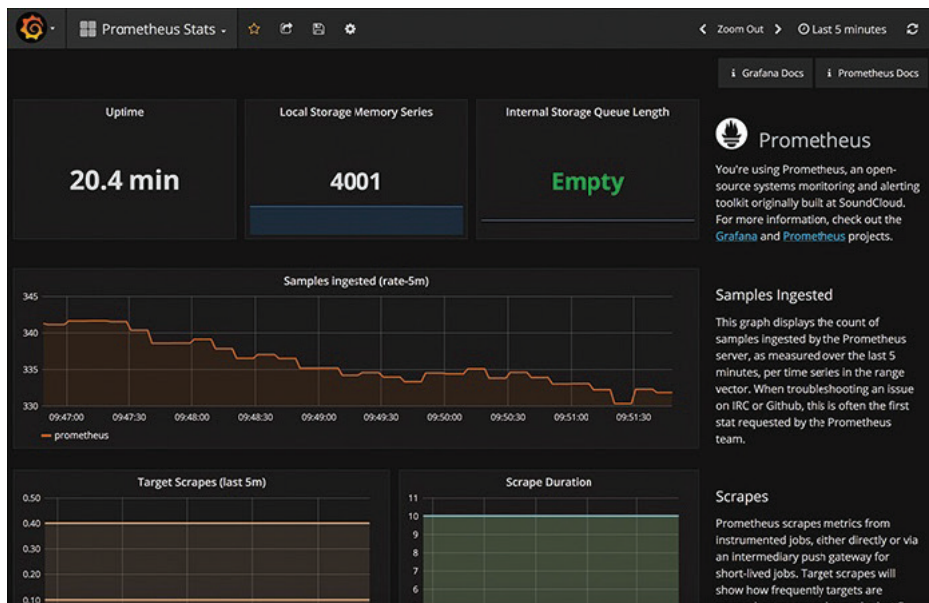 Prometheus Stats
Zoom Out
Last 5 minutes
i Grafana Docs
i Prometheus Docs
Uptime
20.4 min
Local Storage Memory Series
4001
Internal Storage Queue Length
Empty
Prometheus
You're using Prometheus, an open-
source systems monitoring and alerting
toolkit originally built at SoundCloud.
For more information, check out the
Grafana and Prometheus projects.
Samples ingested (rate-5m)
345
340
335
330
09:47:00 09:47:30 09:48:00 09:48:30 09:49:00 09:49:30 09:50:00 09:50:30 09:51:00 09:51:30
prometheus
Samples Ingested
This graph displays the count of
samples ingested by the Prometheus
server, as measured over the last 5
minutes, per time series in the range
vector. When troubleshooting an issue
on IRC or Github, this is often the first
stat requested by the Prometheus
team.
Target Scrapes (last 5m)
0.50
0.40
0.30
0.20
0.10
Scrape Duration
11
10
9
8
7
6
Scrapes
Prometheus scrapes metrics from
instrumented jobs, either directly or via
an intermediary push gateway for
short-lived jobs. Target scrapes will
show how frequently targets are